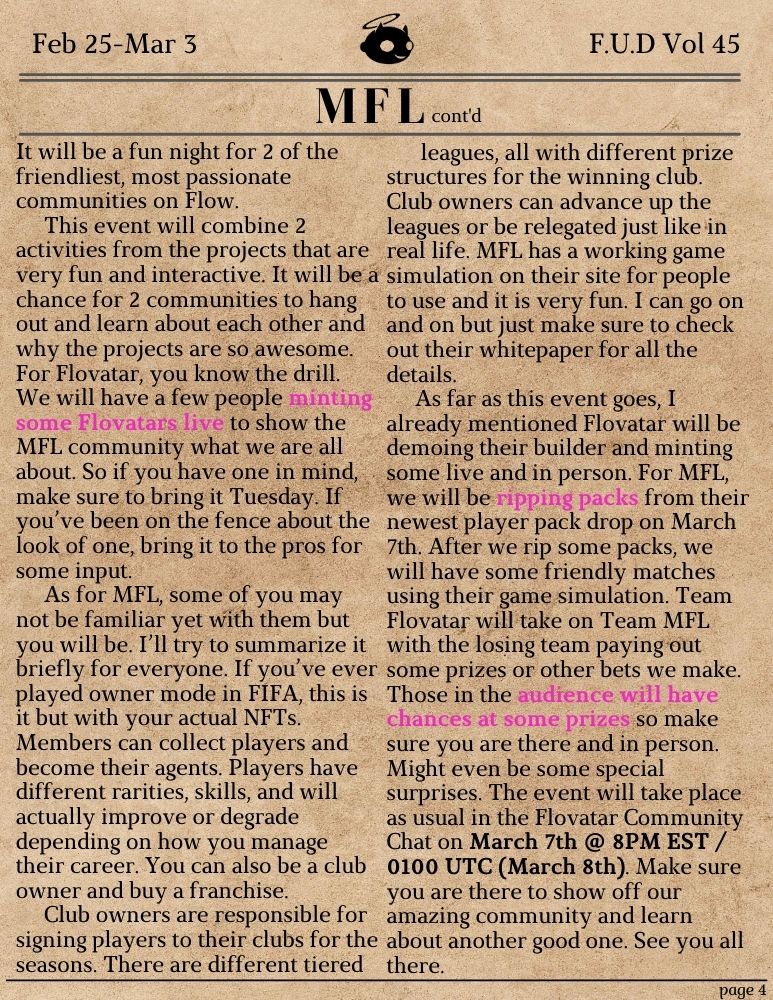 Feb 25-Mar 3
F.U.D Vol 45
MFL cont'd
It will be a fun night for 2 of the
friendliest, most passionate
communities on Flow.
This event will combine 2
activities from the projects that are
very fun and interactive. It will be a
chance for 2 communities to hang
out and learn about each other and
why the projects are so awesome.
For Flovatar, you know the drill.
We will have a few people minting
some Flovatars live to show the
MFL community what we are all
about. So if you have one in mind,
make sure to bring it Tuesday. If
you've been on the fence about the
look of one, bring it to the pros for
some input.
As for MFL, some of you may
not be familiar yet with them but
you will be. I'll try to summarize it
briefly for everyone. If you've ever
played owner mode in FIFA, this is
it but with your actual NFTs.
Members can collect players and
become their agents. Players have
different rarities, skills, and will
actually improve or degrade
depending on how you manage
their career. You can also be a club
owner and buy a franchise.
Club owners are responsible for
signing players to their clubs for the
seasons. There are different tiered
leagues, all with different prize
structures for the winning club.
Club owners can advance up the
leagues or be relegated just like in
real life. MFL has a working game
simulation on their site for people
to use and it is very fun. I can go on
and on but just make sure to check
out their whitepaper for all the
details.
As far as this event goes, I
already mentioned Flovatar will be
demoing their builder and minting
some live and in person. For MFL,
we will be ripping packs from their
newest player pack drop on March
7th. After we rip some packs, we
will have some friendly matches
using their game simulation. Team
Flovatar will take on Team MFL
with the losing team paying out
some prizes or other bets we make.
Those in the audience will have
chances at some prizes so make
sure you are there and in person.
Might even be some special
surprises. The event will take place
as usual in the Flovatar Community
Chat on March 7th @ 8PM EST /
0100 UTC (March 8th). Make sure
you are there to show off our
amazing community and learn
about another good one. See you all
there.
page 4